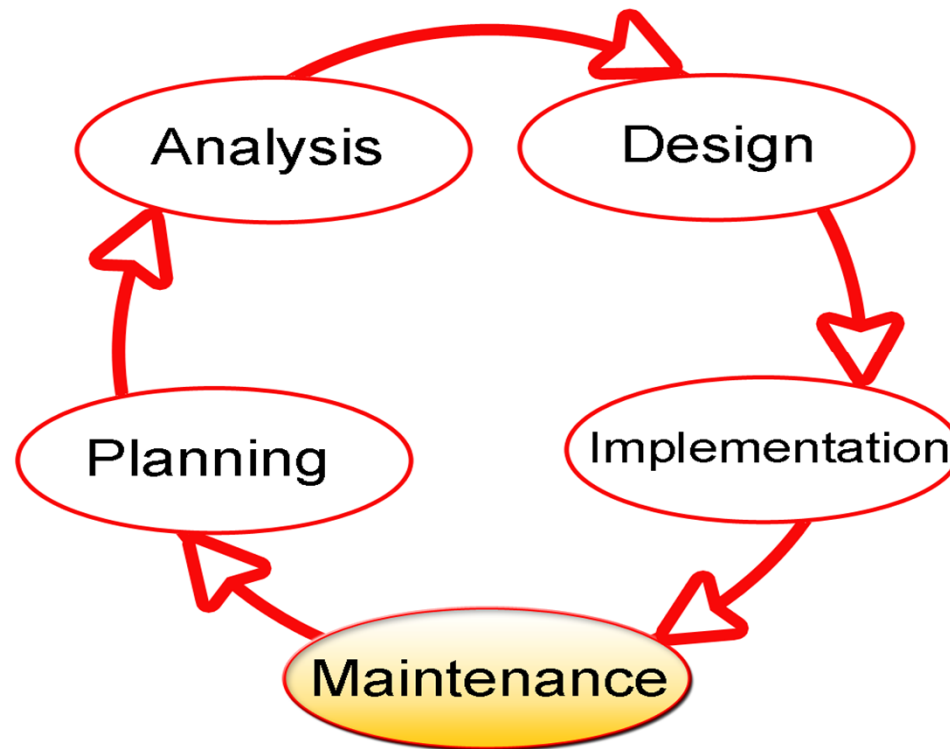 Analysis
Design
Planning
Implementation
Maintenance